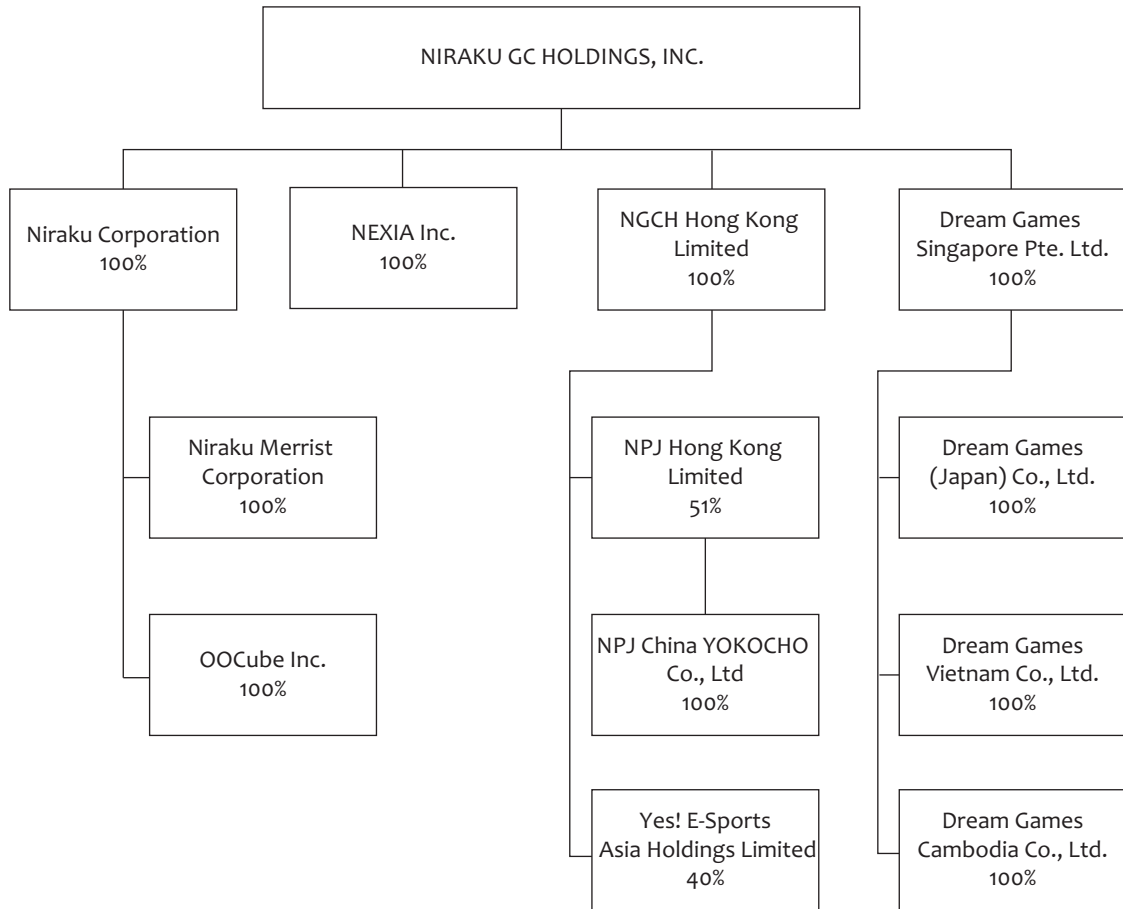 NIRAKU GC HOLDINGS, INC.
Niraku Corporation
100%
NEXIA Inc.
100%
NGCH Hong Kong
Limited
100%
Dream Games
Singapore Pte. Ltd.
100%
Niraku Merrist
Corporation
100%
NPJ Hong Kong
Limited
51%
Dream Games
(Japan) Co., Ltd.
100%
OOCube Inc.
100%
NPJ China YOKOCHO
Co., Ltd
100%
Dream Games
Vietnam Co., Ltd.
100%
Yes! E-Sports
Asia Holdings Limited
40%
Dream Games
Cambodia Co., Ltd.
100%